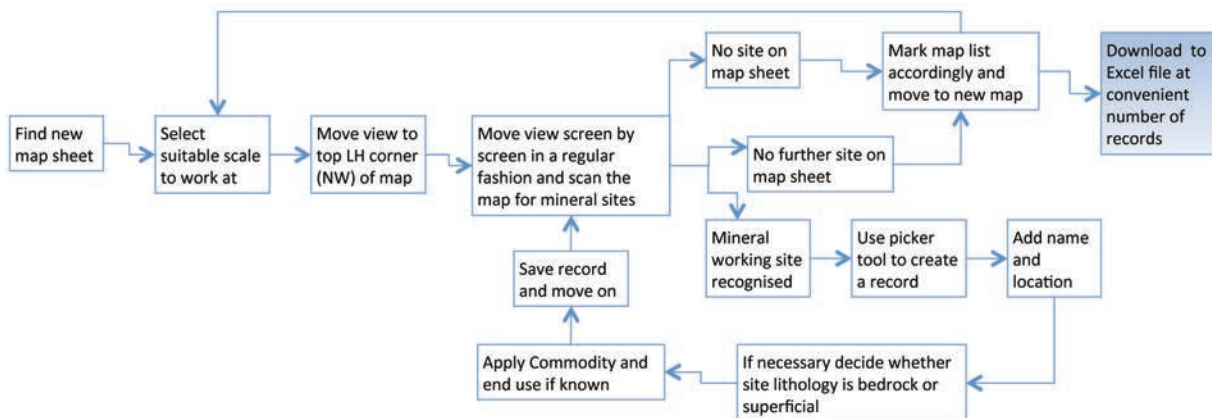 Find new
map sheet
Select
suitable scale
to work at
Move view to
top LH corner
(NW) of map
Move view screen by
screen in a regular
fashion and scan the
map for mineral sites
No site on
map sheet
Mark map list
accordingly and
move to new map
Download to
Excel file at
convenient
number of
records
No further site on
map sheet
Mineral
working site
recognised
Use picker
tool to create
a record
Add name
and
location
If necessary decide whether
site lithology is bedrock or
superficial
Apply Commodity and
end use if known
Save record
and move on